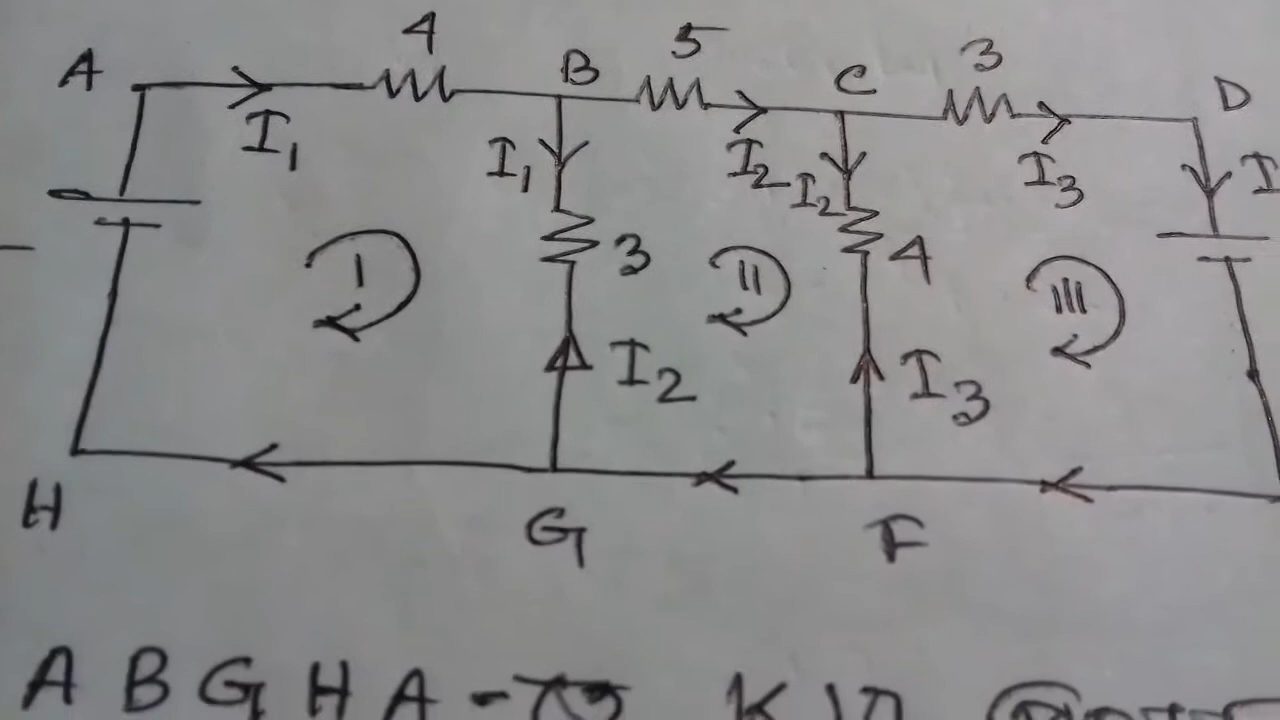 4 5 3
A B C D
I₁ I₁ I₂ I₂ I₃ I
I 3 II 4 III
I₂ I₃
H G F
A B G H A